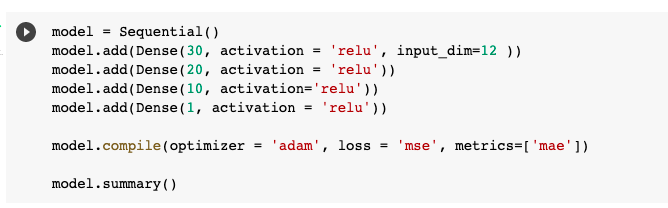 model = Sequential()
model.add(Dense(30, activation = 'relu', input_dim=12 ))
model.add(Dense(20, activation = 'relu'))
model.add(Dense(10, activation='relu'))
model.add(Dense(1, activation = 'relu'))
model.compile(optimizer = 'adam', loss = 'mse', metrics=['mae'])
model.summary()